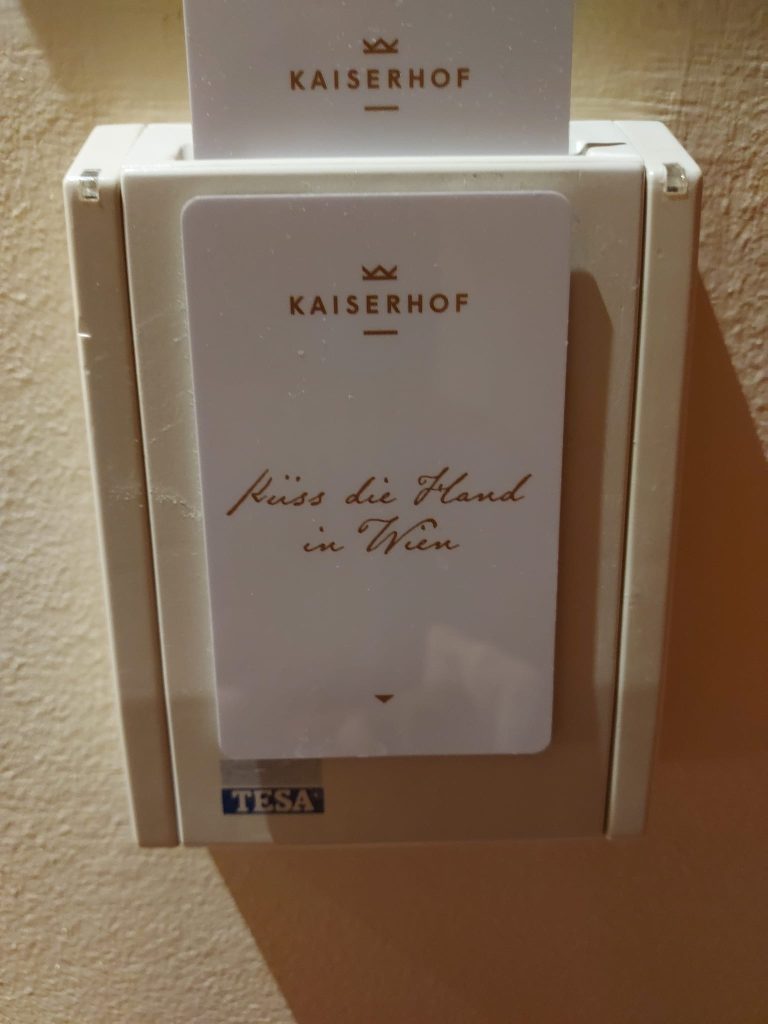 KAISERHOF
KAISERHOF
Küss die Hand
in Wien
TESA